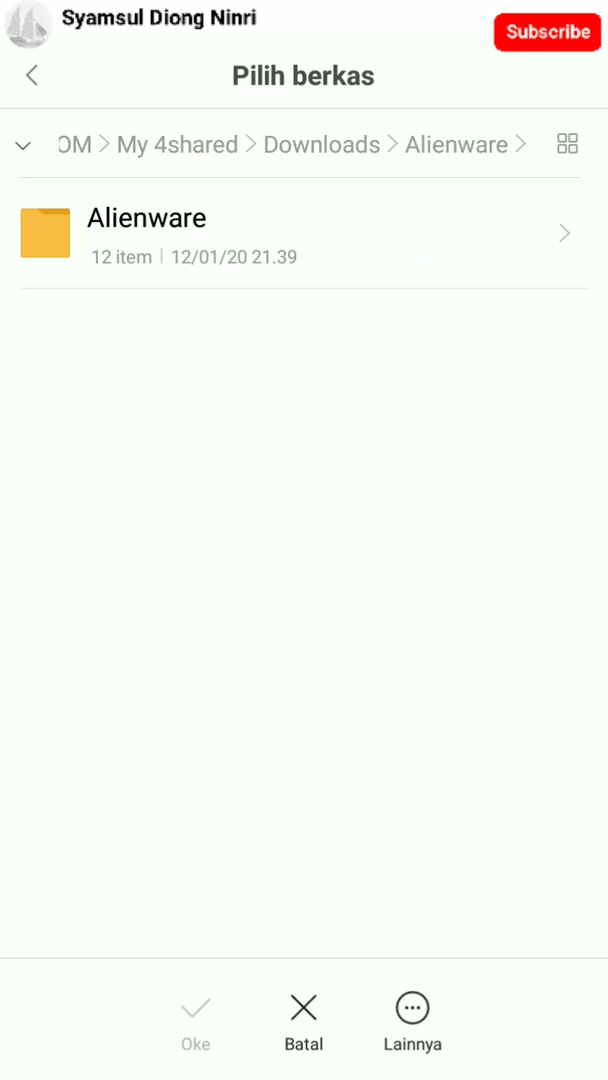 Syamsul Diong Ninri
Subscribe
Pilih berkas
OM > My 4shared > Downloads > Alienware >
Alienware
12 item | 12/01/20 21.39
Oke
Batal
Lainnya